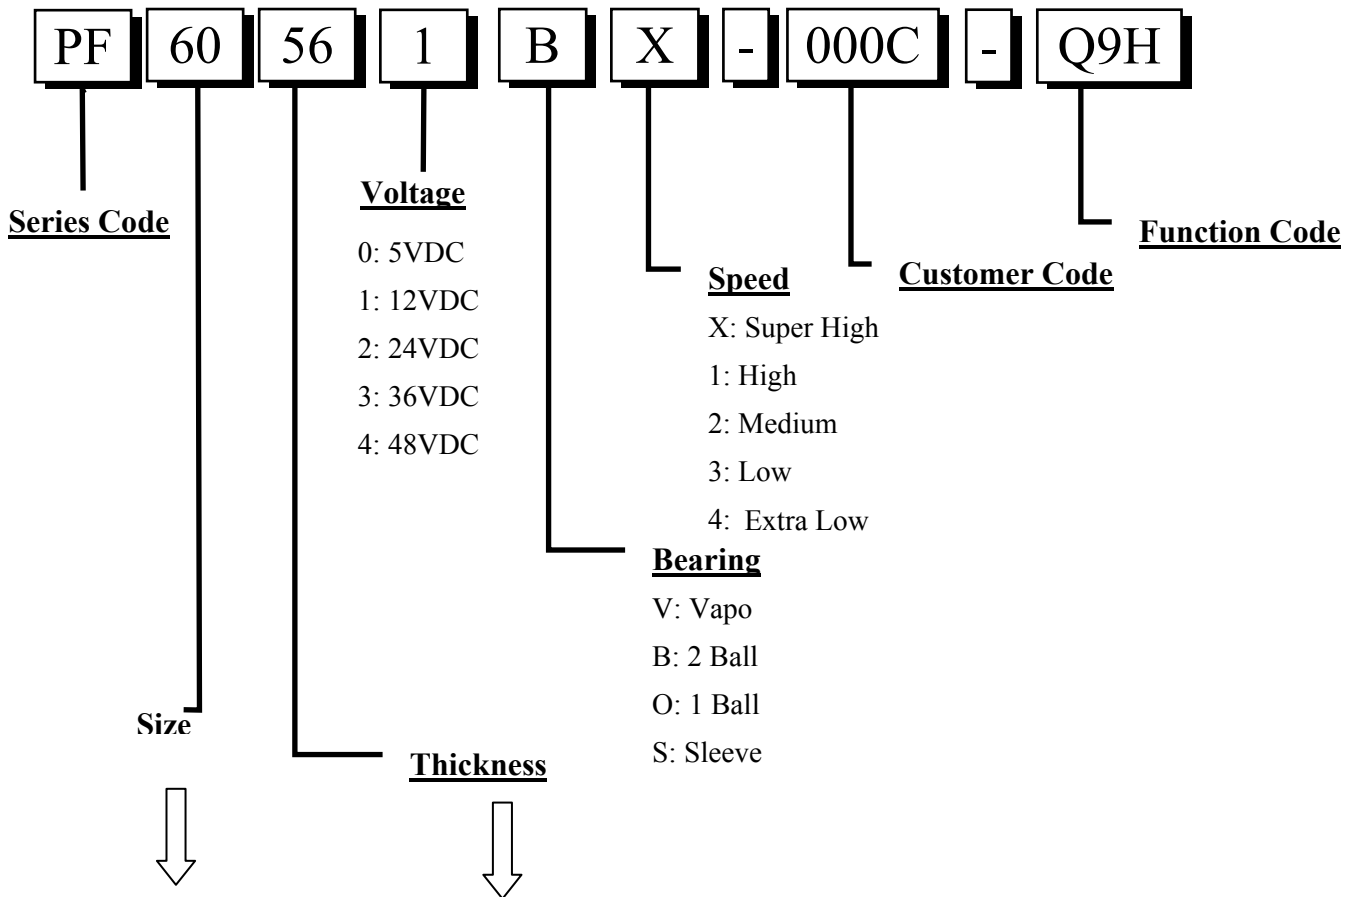 PF 60 56 1 B X - 000C - Q9H
Series Code
Voltage
0: 5VDC
1: 12VDC
2: 24VDC
3: 36VDC
4: 48VDC
Function Code
Customer Code
Speed
X: Super High
1: High
2: Medium
3: Low
4: Extra Low
Bearing
V: Vapo
B: 2 Ball
O: 1 Ball
S: Sleeve
Size
Thickness